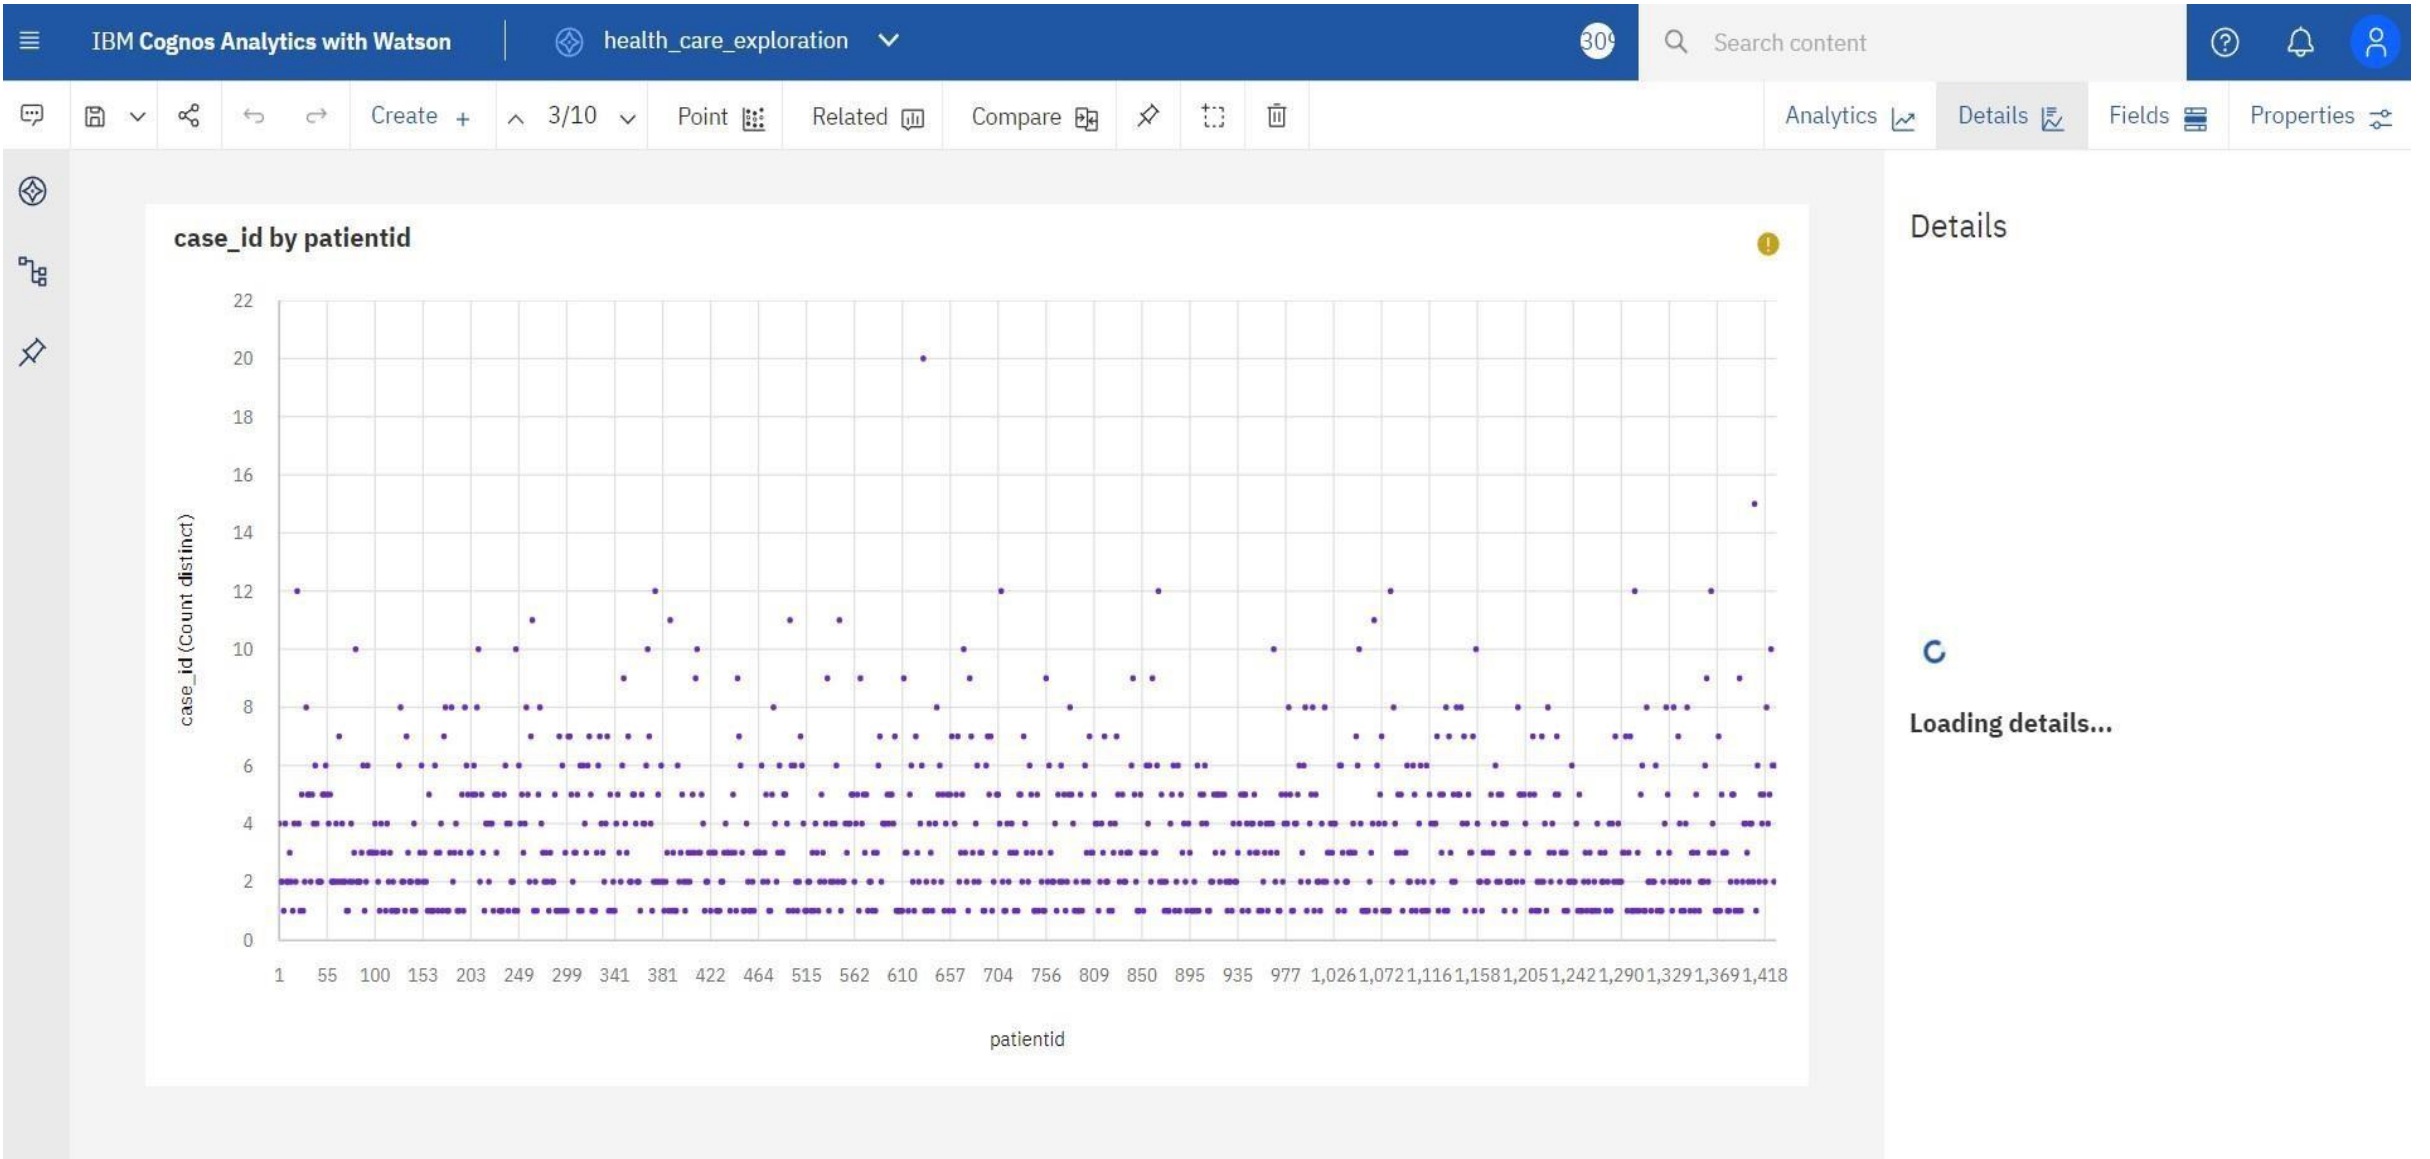 IBM Cognos Analytics with Watson
health_care_exploration
Search content
Create +
3/10
Point
Related
Compare
Analytics
Details
Fields
Properties
case_id by patientid
Details
22
20
18
16
14
12
10
8
6
4
2
0
case_id (Count distinct)
1 55 100 153 203 249 299 341 381 422 464 515 562 610 657 704 756 809 850 895 935 977 1,026 1,072 1,116 1,158 1,205 1,242 1,290 1,329 1,369 1,418
patientid
Loading details...